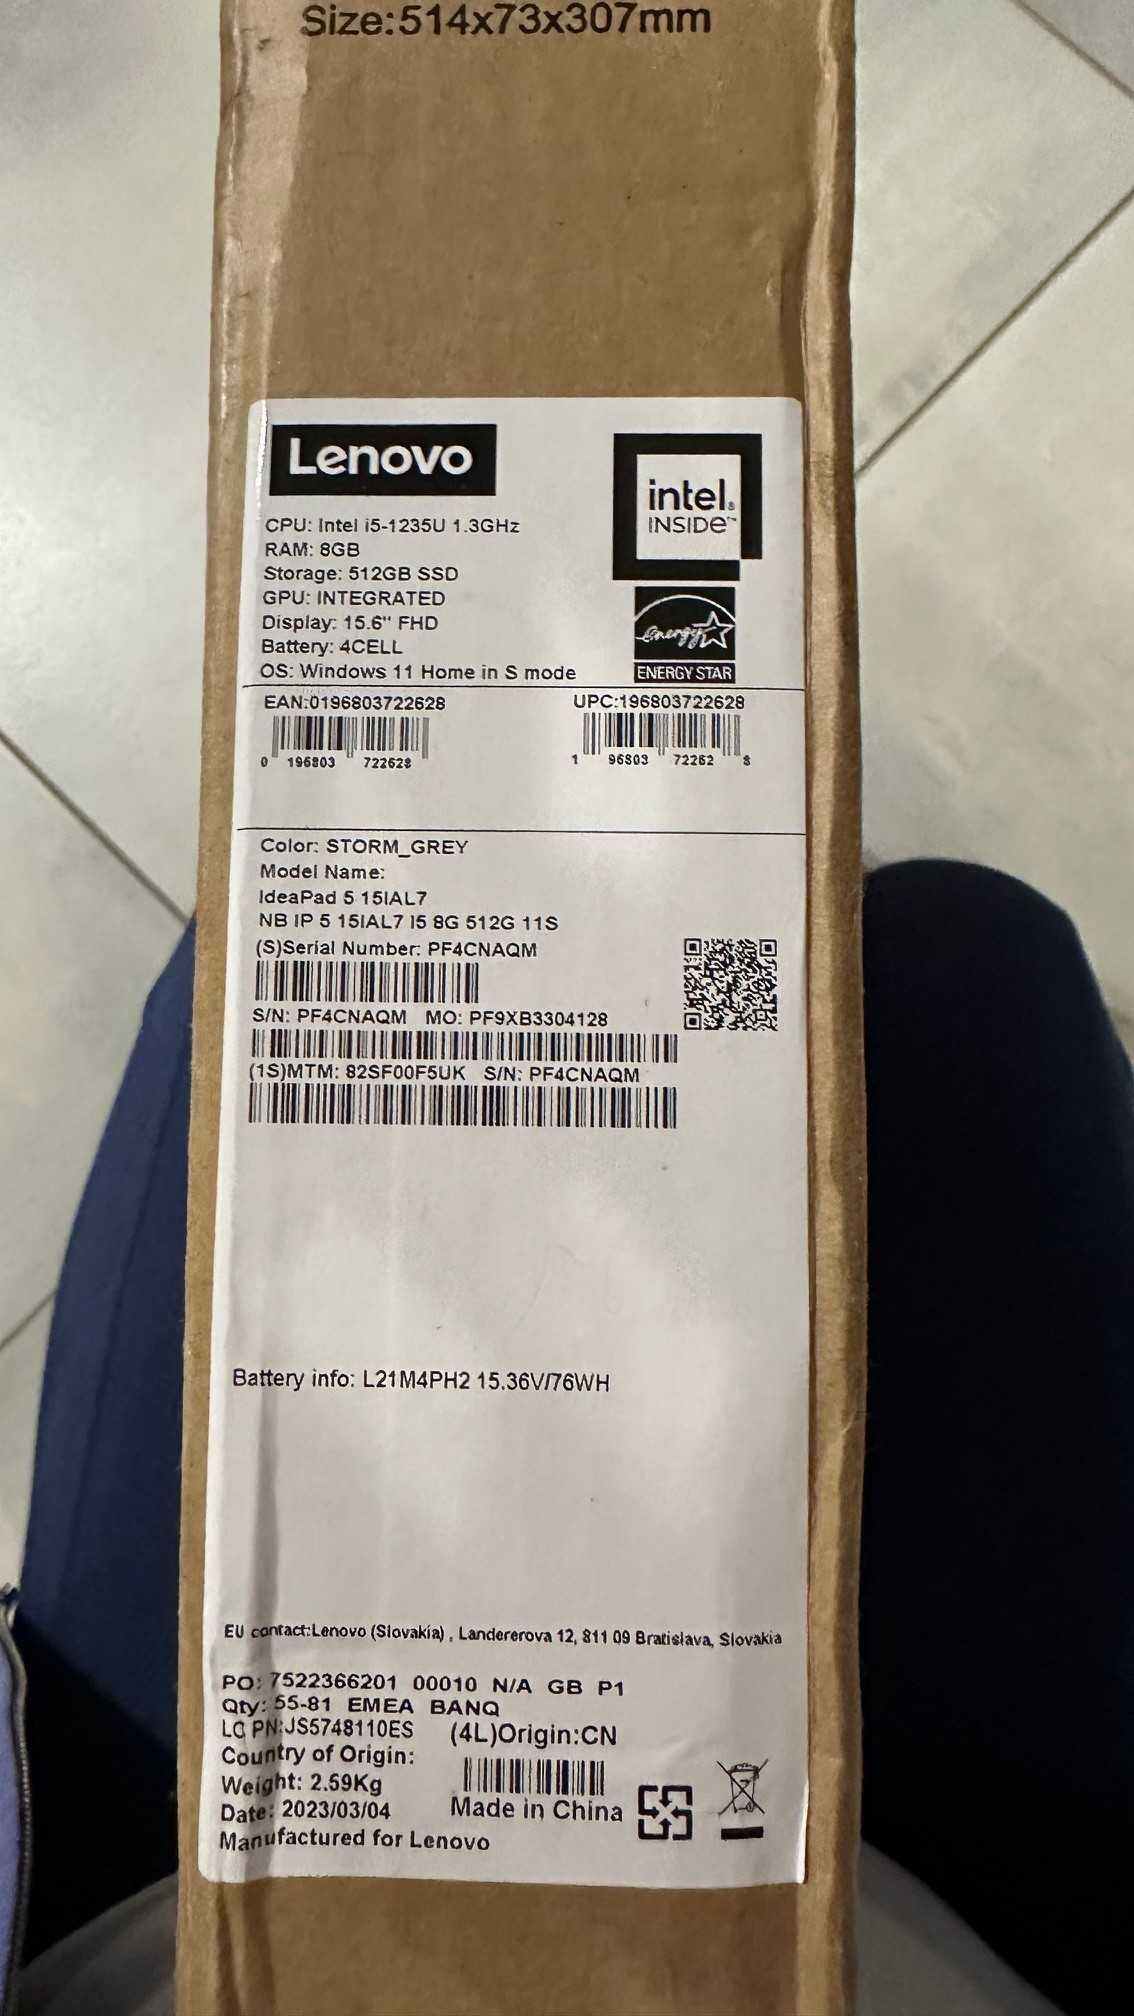 Size:514x73x307mm
Lenovo
intel.
INSIDE™
CPU: Intel i5-1235U 1.3GHz
RAM: 8GB
Storage: 512GB SSD
GPU: INTEGRATED
Display: 15.6" FHD
Battery: 4CELL
OS: Windows 11 Home in S mode
energy
ENERGY STAR
EAN:0196803722628
UPC:196803722628
0 196803 722628
1 96803 72262 8
Color: STORM_GREY
Model Name:
IdeaPad 5 15IAL7
NB IP 5 15IAL7 I5 8G 512G 11S
(S)Serial Number: PF4CNAQM
S/N: PF4CNAQM MO: PF9XB3304128
(1S)MTM: 82SF00F5UK S/N: PF4CNAQM
Battery info: L21M4PH2 15.36V/76WH
EU contact:Lenovo (Slovakia) , Landererova 12, 811 09 Bratislava, Slovakia
PO: 7522366201 00010 N/A GB P1
Qty: 55-81 EMEA BANQ
LC PN:JS5748110ES (4L)Origin:CN
Country of Origin:
Weight: 2.59Kg
Date: 2023/03/04 Made in China
Manufactured for Lenovo